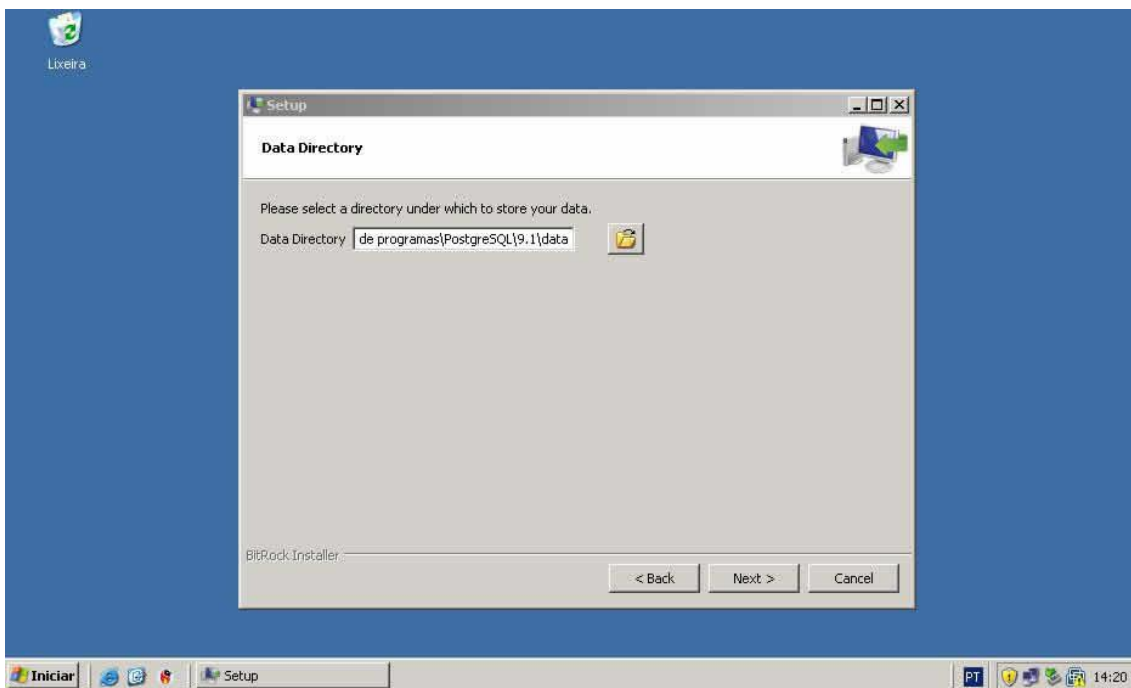 Lixeira
Setup
Data Directory
Please select a directory under which to store your data.
Data Directory de programas\PostgreSQL\9.1\data
BitRock Installer
< Back Next > Cancel
Iniciar Setup PT 14:20